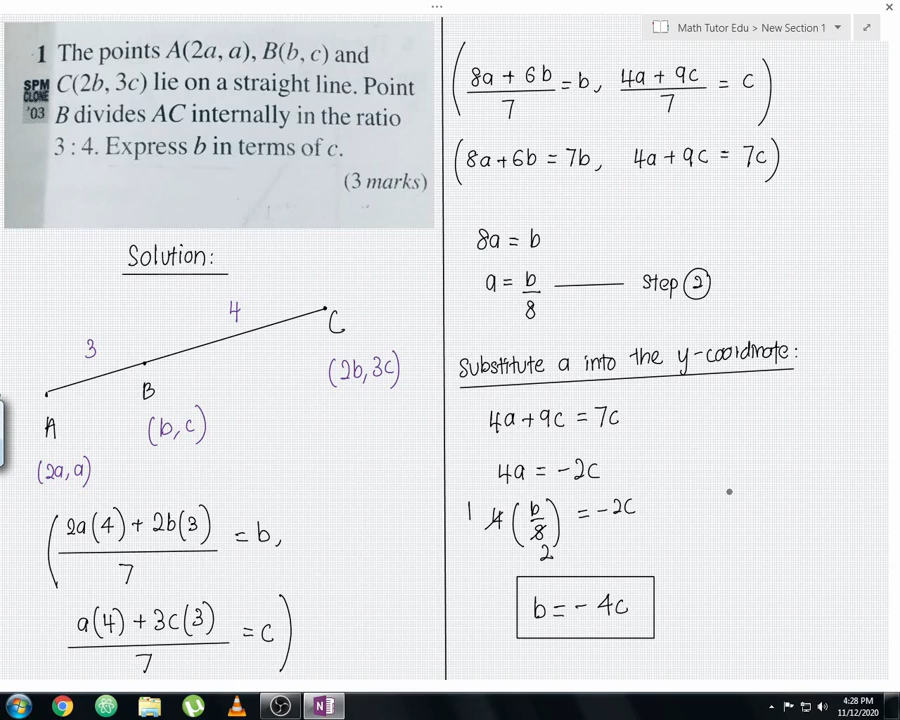 Math Tutor Edu > New Section 1
1 The points A(2a, a), B(b, c) and
SPM CLONE '03
C(2b, 3c) lie on a straight line. Point
B divides AC internally in the ratio
3 : 4. Express b in terms of c.
(3 marks)
Solution:
4
3
C
B
(2b, 3c)
A
(b, c)
(2a, a)
(2a(4) + 2b(3) / 7 = b,
a(4) + 3c(3) / 7 = c)
(8a + 6b / 7 = b, 4a + 9c / 7 = c)
(8a + 6b = 7b, 4a + 9c = 7c)
8a = b
a = b/8 —— Step ②
Substitute a into the y-coordinate:
4a + 9c = 7c
4a = -2c
1 4(b/8) = -2c
2
b = - 4c
4:28 PM
11/12/2020